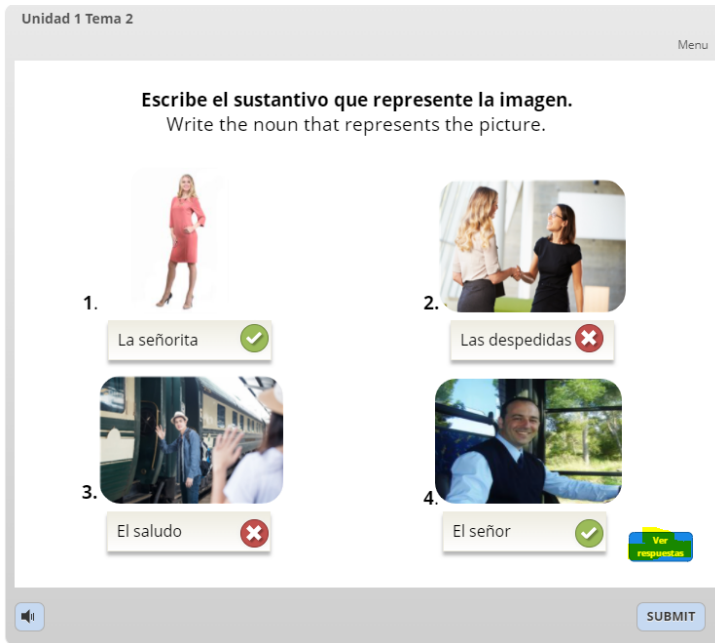 Unidad 1 Tema 2
Menu
Escribe el sustantivo que represente la imagen.
Write the noun that represents the picture.
1.
2.
La señorita
Las despedidas
3.
4.
El saludo
El señor
Ver
respuestas
SUBMIT